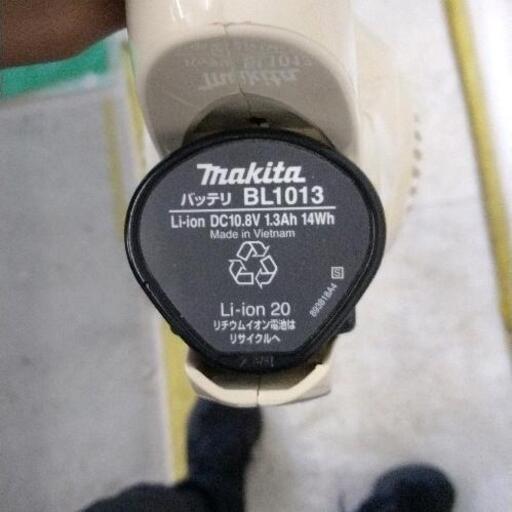 makita
バッテリ BL1013
Li-ion DC10.8V 1.3Ah 14Wh
Made in Vietnam
S
893818A4
Li-ion 20
リチウムイオン電池は
リサイクルへ